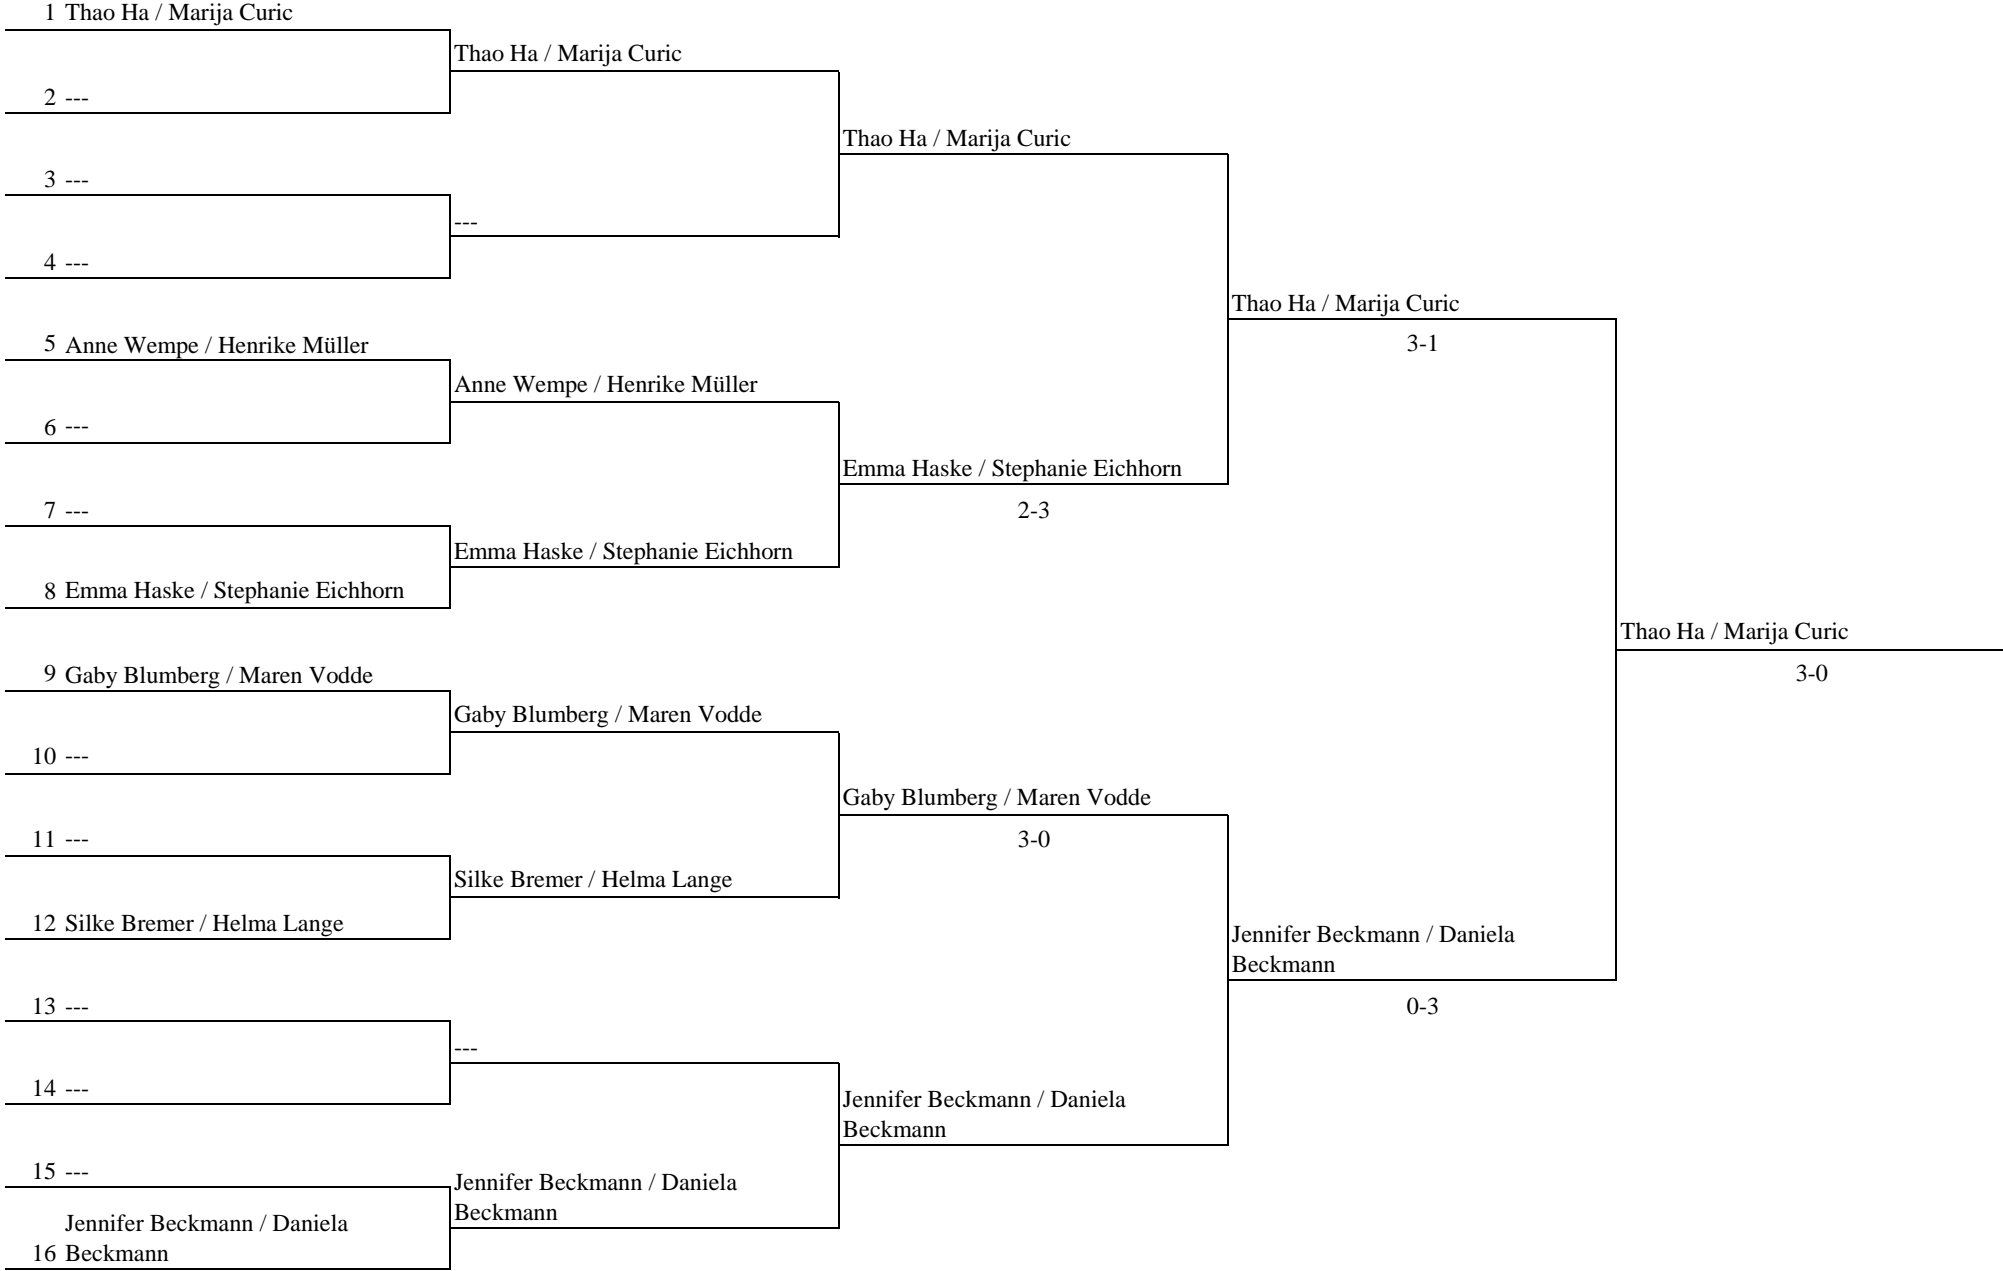 1 Thao Ha / Marija Curic
Thao Ha / Marija Curic
2 ---
Thao Ha / Marija Curic
3 ---
---
4 ---
Thao Ha / Marija Curic
3-1
5 Anne Wempe / Henrike Müller
Anne Wempe / Henrike Müller
6 ---
Emma Haske / Stephanie Eichhorn
2-3
7 ---
Emma Haske / Stephanie Eichhorn
8 Emma Haske / Stephanie Eichhorn
Thao Ha / Marija Curic
3-0
9 Gaby Blumberg / Maren Vodde
Gaby Blumberg / Maren Vodde
10 ---
Gaby Blumberg / Maren Vodde
3-0
11 ---
Silke Bremer / Helma Lange
12 Silke Bremer / Helma Lange
Jennifer Beckmann / Daniela
Beckmann
0-3
13 ---
---
14 ---
Jennifer Beckmann / Daniela
Beckmann
15 ---
Jennifer Beckmann / Daniela
Beckmann
Jennifer Beckmann / Daniela
16 Beckmann